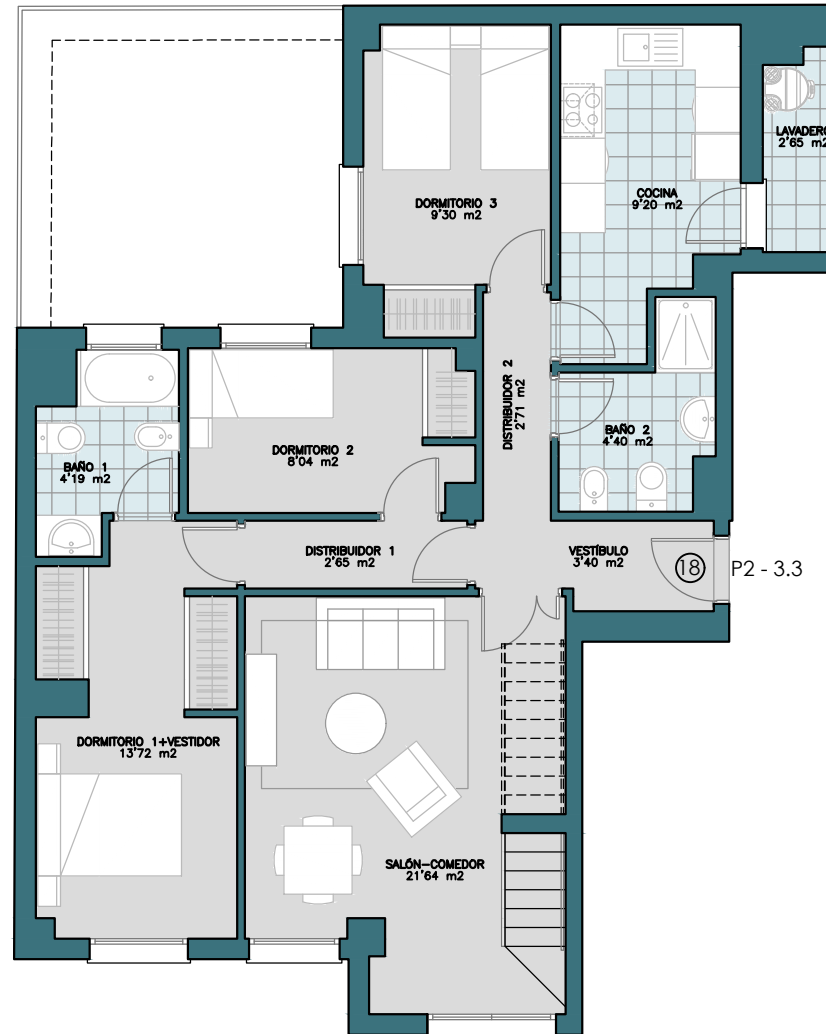 LAVADERO
2'65 m2
DORMITORIO 3
9'30 m2
COCINA
9'20 m2
DISTRIBUIDOR 2
2'71 m2
BAÑO 2
4'40 m2
DORMITORIO 2
8'04 m2
BAÑO 1
4'19 m2
DISTRIBUIDOR 1
2'65 m2
VESTÍBULO
3'40 m2
18
P2 - 3.3
DORMITORIO 1+VESTIDOR
13'72 m2
SALÓN-COMEDOR
21'64 m2